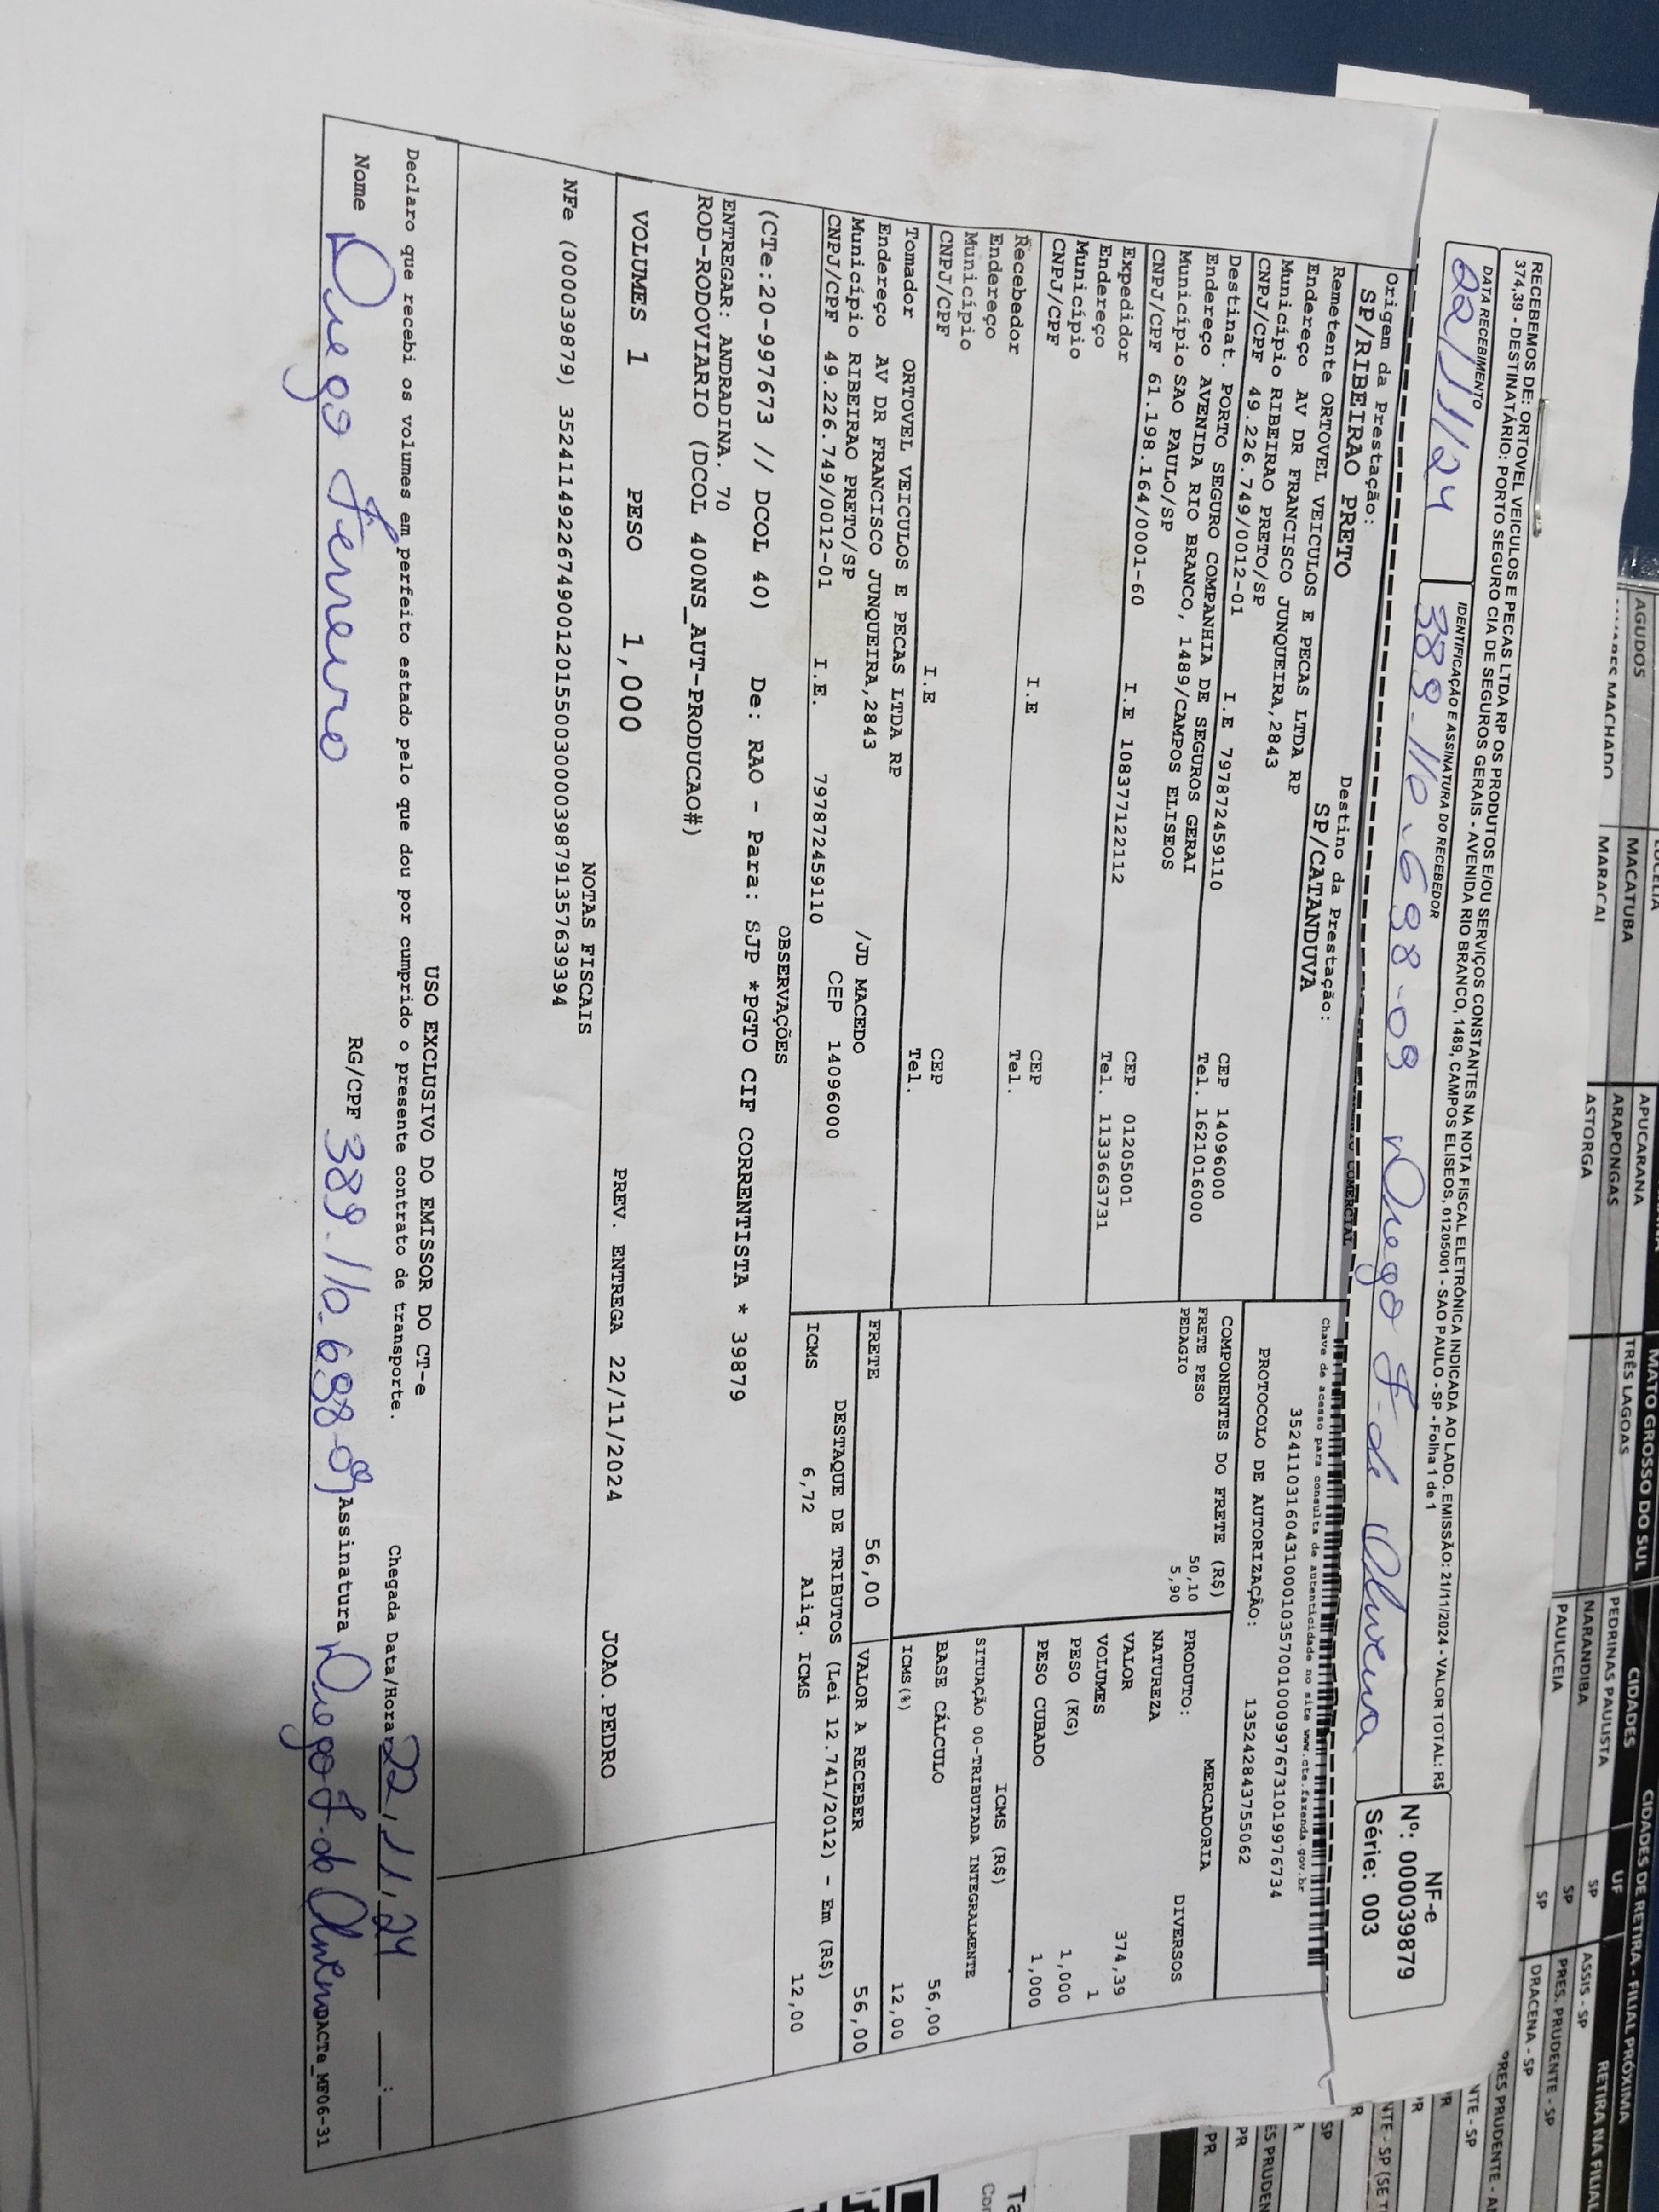 RECEBEMOS DE: ORTOVEL VEÍCULOS E PECAS LTDA RP OS PRODUTOS E/OU SERVIÇOS CONSTANTES NA NOTA FISCAL ELETRÔNICA INDICADA AO LADO. EMISSÃO: 21/11/2024 - VALOR TOTAL: R$
374,39 - DESTINATÁRIO: PORTO SEGURO CIA DE SEGUROS GERAIS - AVENIDA RIO BRANCO, 1489, CAMPOS ELISEOS, 01205001 - SAO PAULO - SP - Folha 1 de 1
DATA RECEBIMENTO
IDENTIFICAÇÃO E ASSINATURA DO RECEBEDOR
22/11/24
389.110.698-09 Diego F. de Oliveira
NF-e
Nº: 000039879
Série: 003
Origem da Prestação:
SP/RIBEIRAO PRETO
Destino da Prestação:
SP/CATANDUVA
Remetente ORTOVEL VEICULOS E PECAS LTDA RP
Endereço AV DR FRANCISCO JUNQUEIRA,2843
Município RIBEIRAO PRETO/SP
CEP 14096000
CNPJ/CPF 49.226.749/0012-01 I.E 797872459110
Tel. 1621016000
Destinat. PORTO SEGURO COMPANHIA DE SEGUROS GERAI
Endereço AVENIDA RIO BRANCO, 1489/CAMPOS ELISEOS
Município SAO PAULO/SP
CEP 01205001
CNPJ/CPF 61.198.164/0001-60 I.E 108377122112
Tel. 1133663731
Expedidor
Endereço
Município
CEP
CNPJ/CPF
I.E
Tel.
Recebedor
Endereço
Município
CEP
CNPJ/CPF
I.E
Tel.
Tomador ORTOVEL VEICULOS E PECAS LTDA RP
Endereço AV DR FRANCISCO JUNQUEIRA,2843
/JD MACEDO
Município RIBEIRAO PRETO/SP
CEP 14096000
CNPJ/CPF 49.226.749/0012-01 I.E. 797872459110
Chave de acesso para consulta de autenticidade no site www.cte.fazenda.gov.br
35241103160431000103570010009976731019976734
PROTOCOLO DE AUTORIZAÇÃO: 135242843755062
COMPONENTES DO FRETE (R$)
FRETE PESO 50,10
PEDAGIO 5,90
MERCADORIA
PRODUTO: DIVERSOS
NATUREZA
VALOR 374,39
VOLUMES 1
PESO (KG) 1,000
PESO CUBADO 1,000
ICMS (R$)
SITUAÇÃO 00-TRIBUTADA INTEGRALMENTE
BASE CÁLCULO 56,00
ICMS(%) 12,00
FRETE 56,00
VALOR A RECEBER 56,00
DESTAQUE DE TRIBUTOS (Lei 12.741/2012) - Em (R$)
ICMS 6,72 Aliq. ICMS 12,00
OBSERVAÇÕES
(CTe:20-997673 // DCOL 40) De: RAO - Para: SJP *PGTO CIF CORRENTISTA * 39879
ENTREGAR: ANDRADINA. 70
ROD-RODOVIARIO (DCOL 400NS_AUT-PRODUCAO#)
VOLUMES 1 PESO 1,000 PREV. ENTREGA 22/11/2024 JOAO.PEDRO
NOTAS FISCAIS
NFe (000039879) 35241149226749001201550030000398791357639394
USO EXCLUSIVO DO EMISSOR DO CT-e
Declaro que recebi os volumes em perfeito estado pelo que dou por cumprido o presente contrato de transporte.
Chegada Data/Hora 22/11/24 __:__
Nome Diego Ferreira RG/CPF 389.110.698-09 Assinatura Diego F. de Oliveira
DACTe_MF06-31
MATO GROSSO DO SUL
TRÊS LAGOAS
APUCARANA
ARAPONGAS
ASTORGA
AGUDOS
MACATUBA
MARACAI
CIDADES DE RETIRA - FILIAL PRÓXIMA
CIDADES
UF
RETIRA NA FILIAL
PEDRINAS PAULISTA
SP
ASSIS - SP
NARANDIBA
SP
PRES. PRUDENTE - SP
PAULICEIA
SP
DRACENA - SP